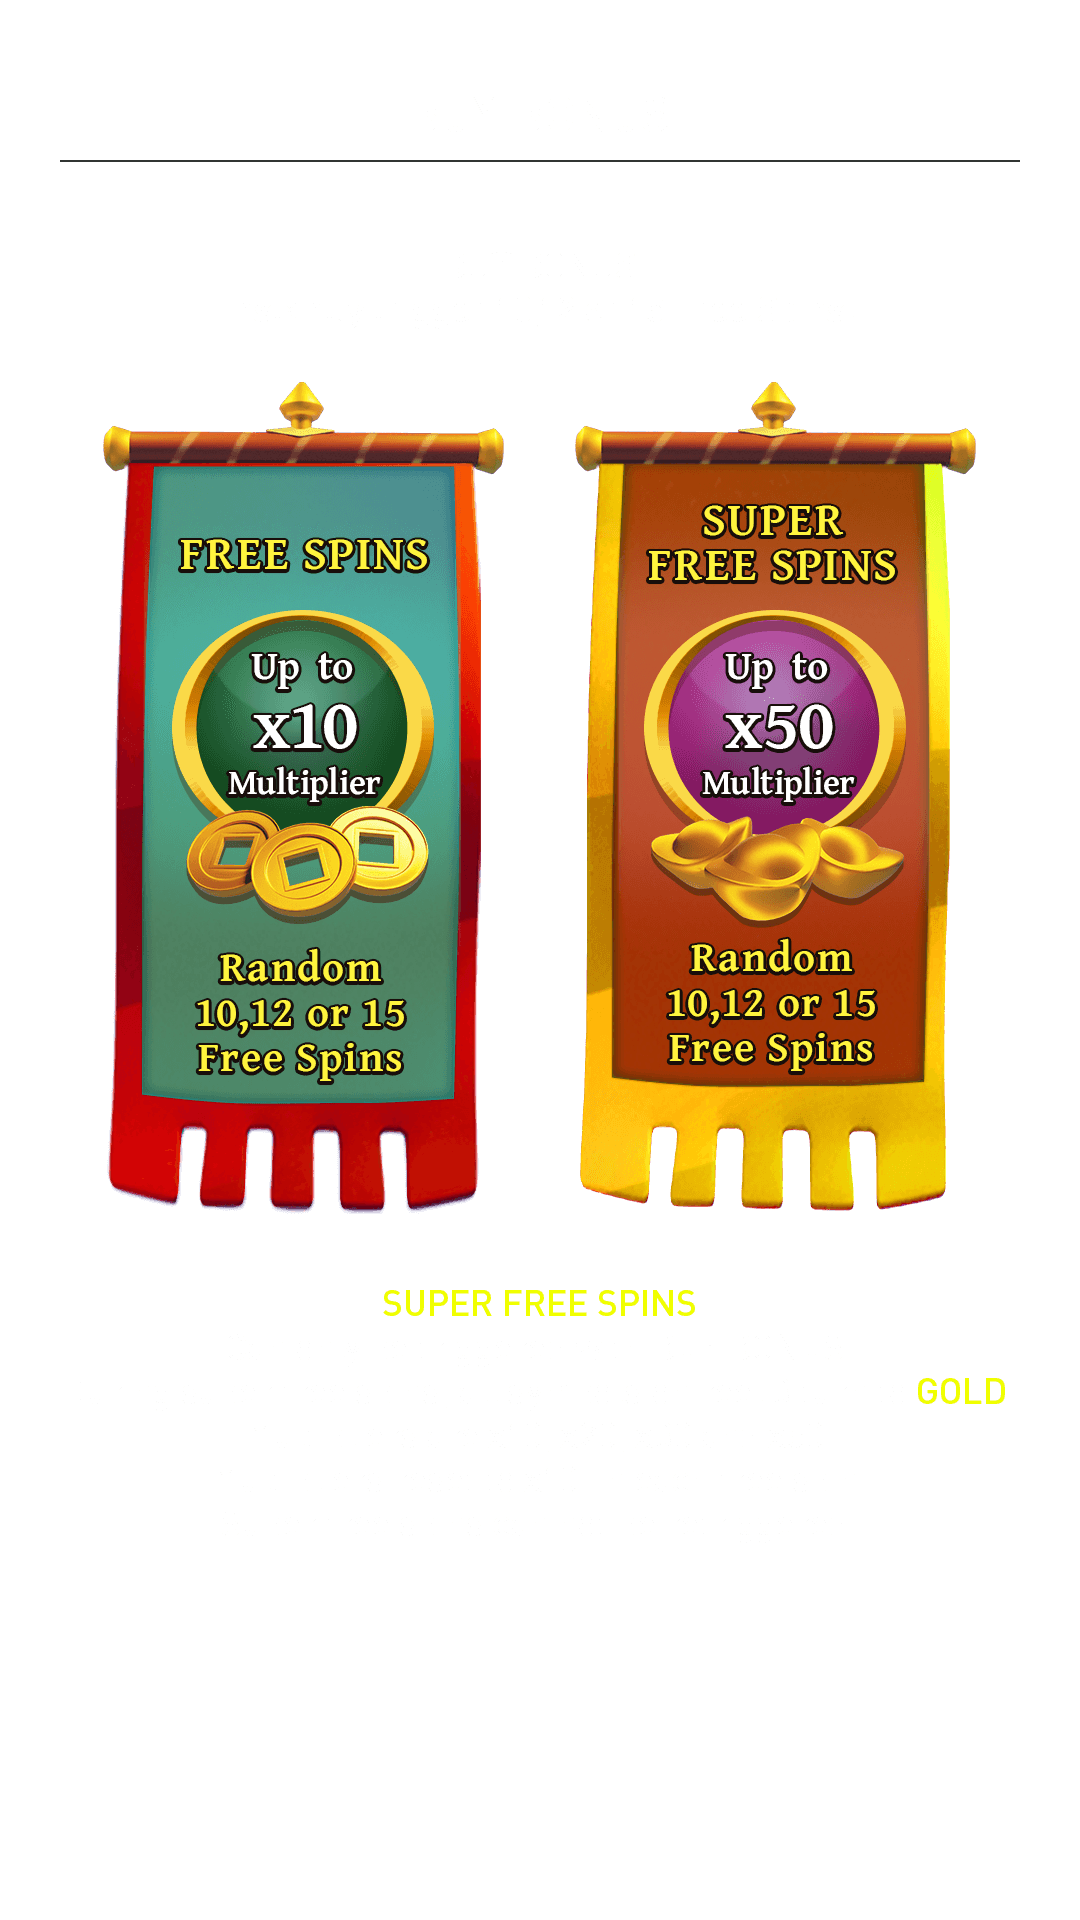 FREE SPINS
Up to
x10
Multiplier
Random
10,12 or 15
Free Spins
SUPER
FREE SPINS
Up to
x50
Multiplier
Random
10,12 or 15
Free Spins
SUPER FREE SPINS
GOLD